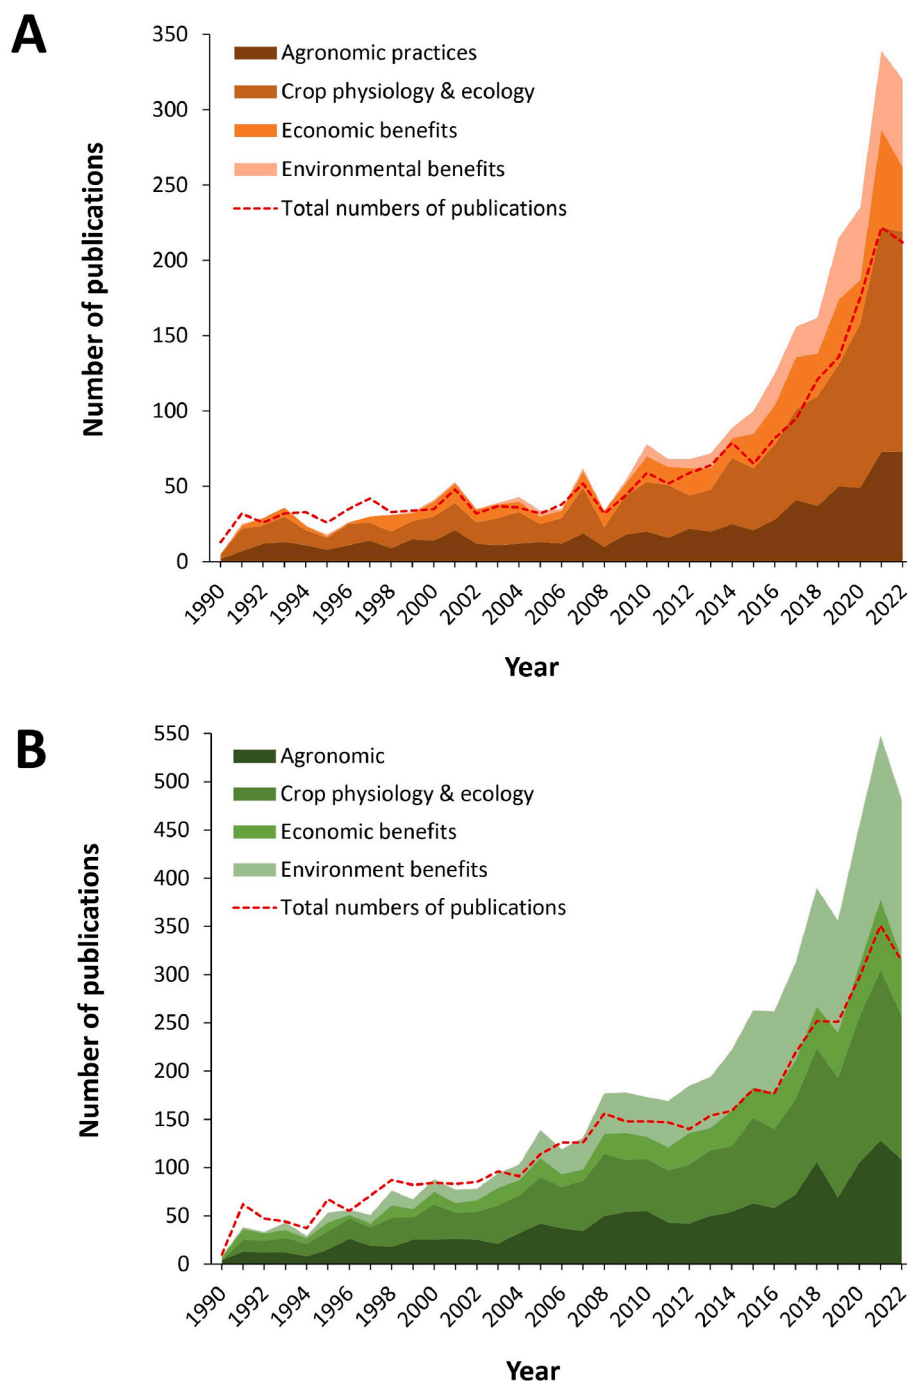 A
350
300
250
200
150
100
50
0
Number of publications
Agronomic practices
Crop physiology & ecology
Economic benefits
Environmental benefits
Total numbers of publications
1990 1992 1994 1996 1998 2000 2002 2004 2006 2008 2010 2012 2014 2016 2018 2020 2022
Year
B
550
500
450
400
350
300
250
200
150
100
50
0
Number of publications
Agronomic
Crop physiology & ecology
Economic benefits
Environment benefits
Total numbers of publications
1990 1992 1994 1996 1998 2000 2002 2004 2006 2008 2010 2012 2014 2016 2018 2020 2022
Year